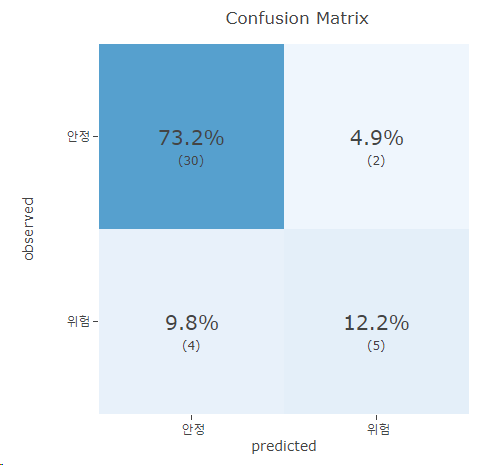 Confusion Matrix
안정
73.2%
(30)
4.9%
(2)
observed
위험
9.8%
(4)
12.2%
(5)
안정
위험
predicted